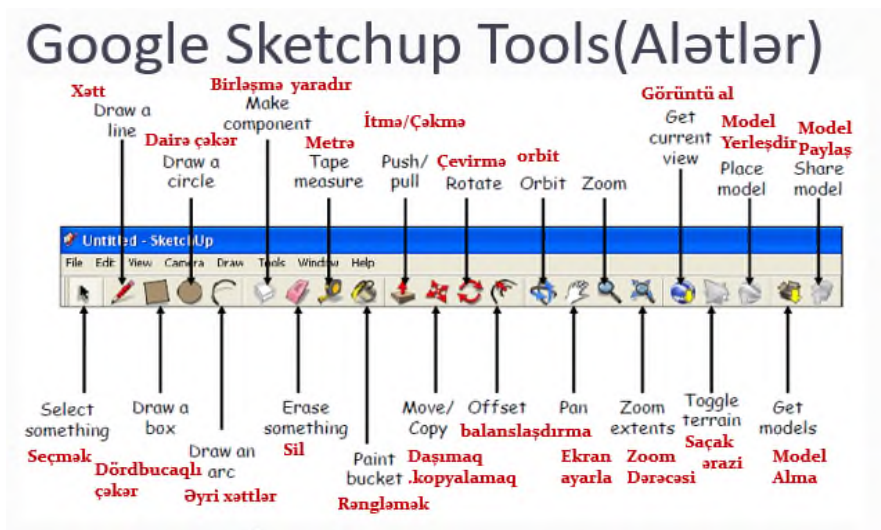 Google Sketchup Tools(Alətlər)
Xətt
Draw a
line
Dairə çəkər
Draw a
circle
Birləşmə yaradır
Make
component
Metrə
Tape
measure
İtmə/Çəkmə
Push/
pull
Çevirmə
Rotate
orbit
Orbit
Zoom
Görüntü al
Get
current
view
Model
Yerleşdir
Place
model
Model
Paylaş
Share
model
Untitled - SketchUp
File Edit View Camera Draw Tools Window Help
Select
something
Seçmək
Draw a
box
Dördbucaqlı
çəkər
Draw an
arc
Əyri xəttlər
Erase
something
Sil
Paint
bucket
Rəngləmək
Move/
Copy
Daşımaq
.kopyalamaq
Offset
balanslaşdırma
Pan
Ekran
ayarla
Zoom
extents
Zoom
Dərəcəsi
Toggle
terrain
Saçak
ərazi
Get
models
Model
Alma